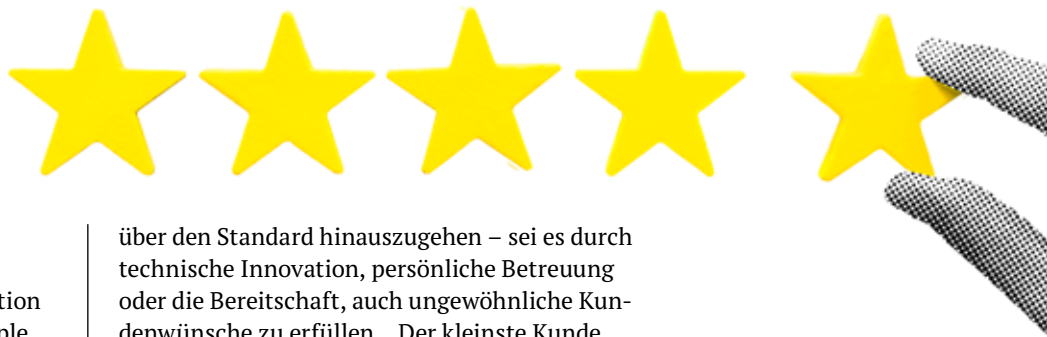 tion
ple
über den Standard hinauszugehen – sei es durch
technische Innovation, persönliche Betreuung
oder die Bereitschaft, auch ungewöhnliche Kun-
denwünsche zu erfüllen. „Der kleinste Kunde